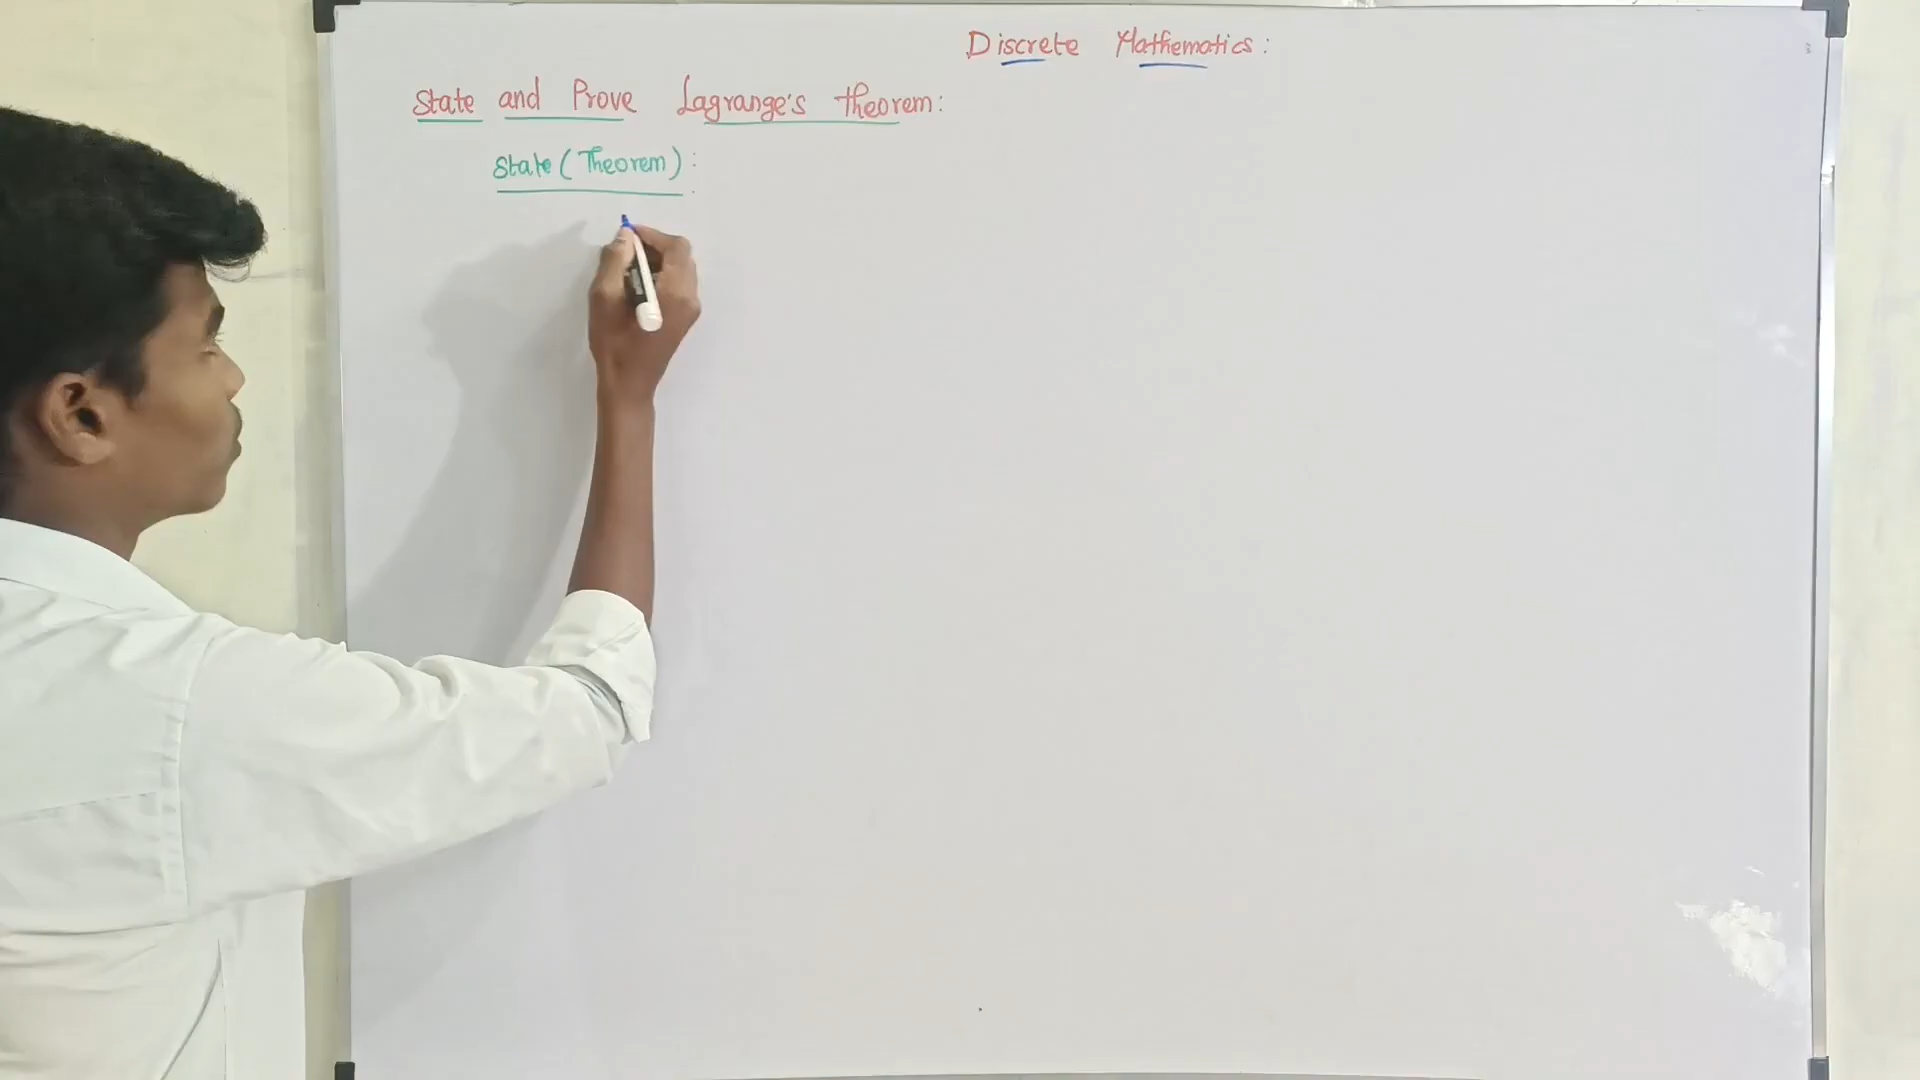 Discrete Mathematics:
State and Prove Lagrange's theorem:
State (Theorem):